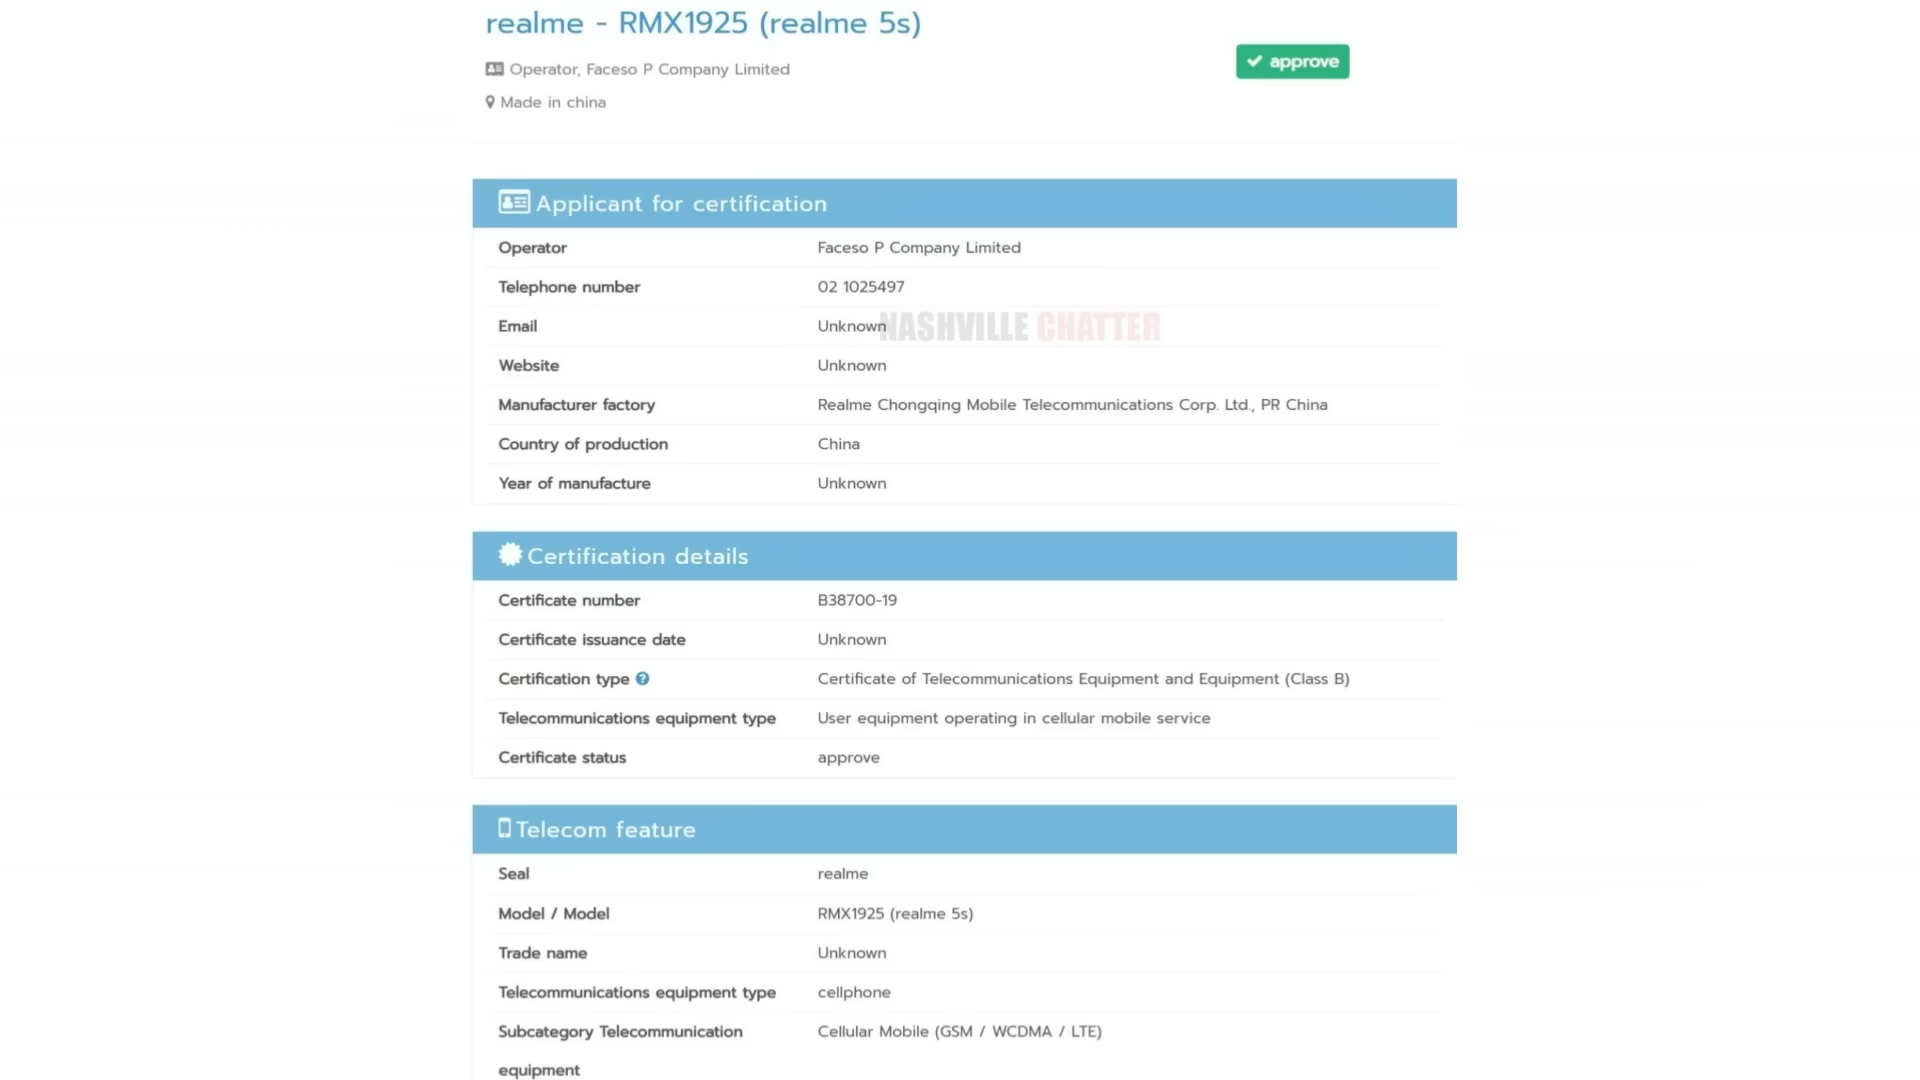 realme - RMX1925 (realme 5s)
approve
Operator, Faceso P Company Limited
Made in china
Applicant for certification
Operator Faceso P Company Limited
Telephone number 02 1025497
Email Unknown
NASHVILLE CHATTER
Website Unknown
Manufacturer factory Realme Chongqing Mobile Telecommunications Corp. Ltd., PR China
Country of production China
Year of manufacture Unknown
Certification details
Certificate number B38700-19
Certificate issuance date Unknown
Certification type ? Certificate of Telecommunications Equipment and Equipment (Class B)
Telecommunications equipment type User equipment operating in cellular mobile service
Certificate status approve
Telecom feature
Seal realme
Model / Model RMX1925 (realme 5s)
Trade name Unknown
Telecommunications equipment type cellphone
Subcategory Telecommunication Cellular Mobile (GSM / WCDMA / LTE)
equipment